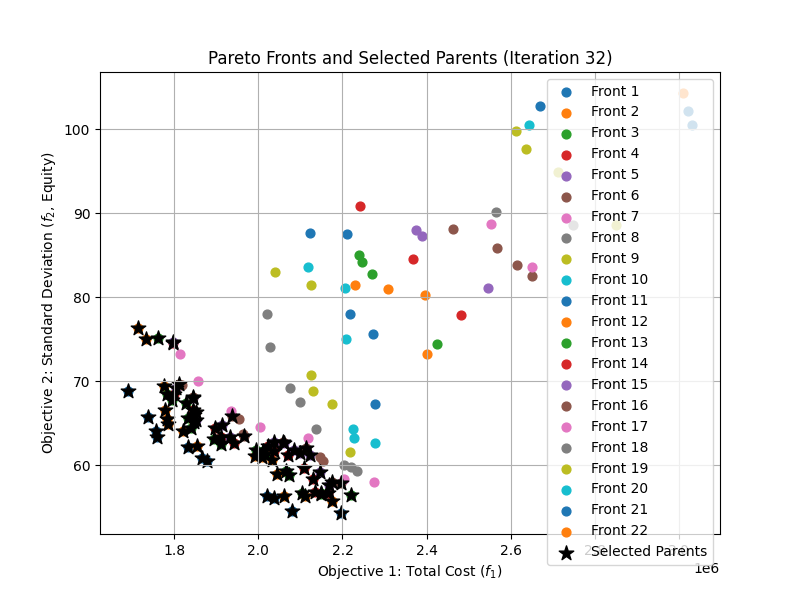 Pareto Fronts and Selected Parents (Iteration 32)
Objective 2: Standard Deviation (f₂, Equity)
100
90
80
70
60
1.8
2.0
2.2
2.4
2.6
1e6
Objective 1: Total Cost (f₁)
Front 1
Front 2
Front 3
Front 4
Front 5
Front 6
Front 7
Front 8
Front 9
Front 10
Front 11
Front 12
Front 13
Front 14
Front 15
Front 16
Front 17
Front 18
Front 19
Front 20
Front 21
Front 22
Selected Parents